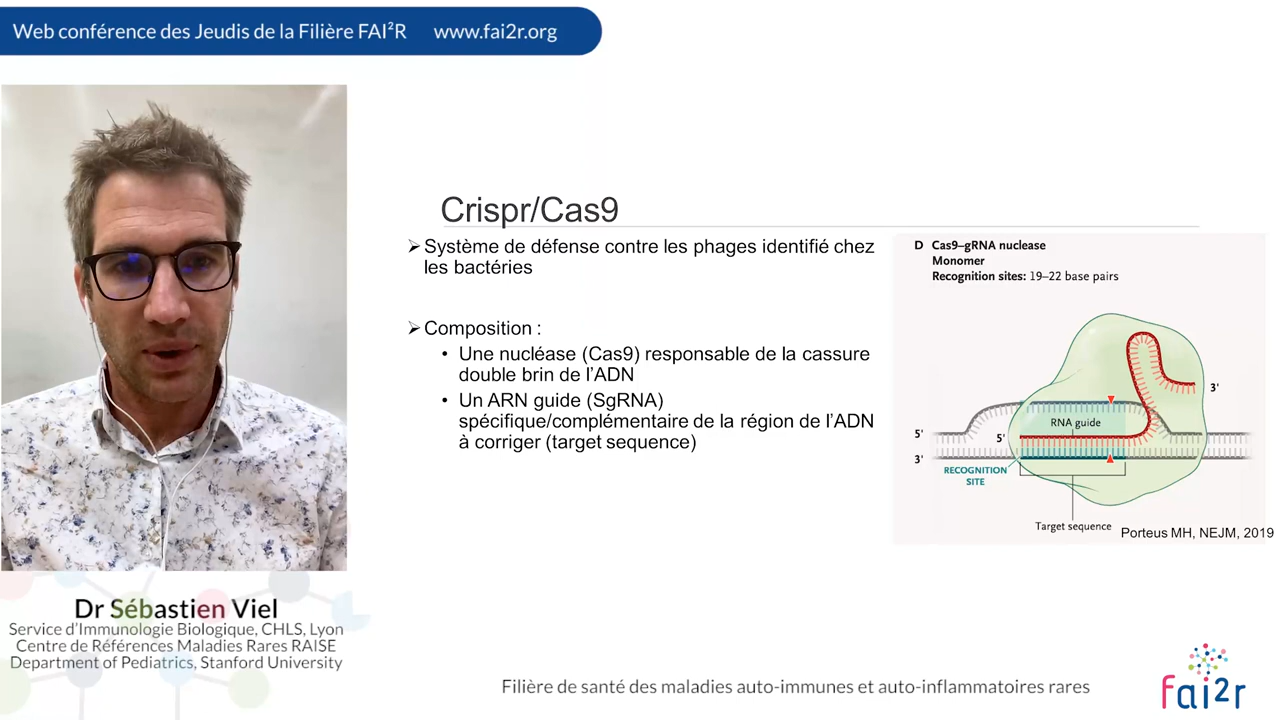 Web conférence des Jeudis de la Filière FAI²R www.fai2r.org
Crispr/Cas9
➢Système de défense contre les phages identifié chez
les bactéries
➢Composition :
• Une nucléase (Cas9) responsable de la cassure
double brin de l’ADN
• Un ARN guide (SgRNA)
spécifique/complémentaire de la région de l’ADN
à corriger (target sequence)
D Cas9–gRNA nuclease
Monomer
Recognition sites: 19–22 base pairs
3'
RNA guide
5'
5'
3'
RECOGNITION
SITE
Target sequence
Porteus MH, NEJM, 2019
Dr Sébastien Viel
Service d’Immunologie Biologique, CHLS, Lyon
Centre de Références Maladies Rares RAISE
Department of Pediatrics, Stanford University
Filière de santé des maladies auto-immunes et auto-inflammatoires rares
fai2r